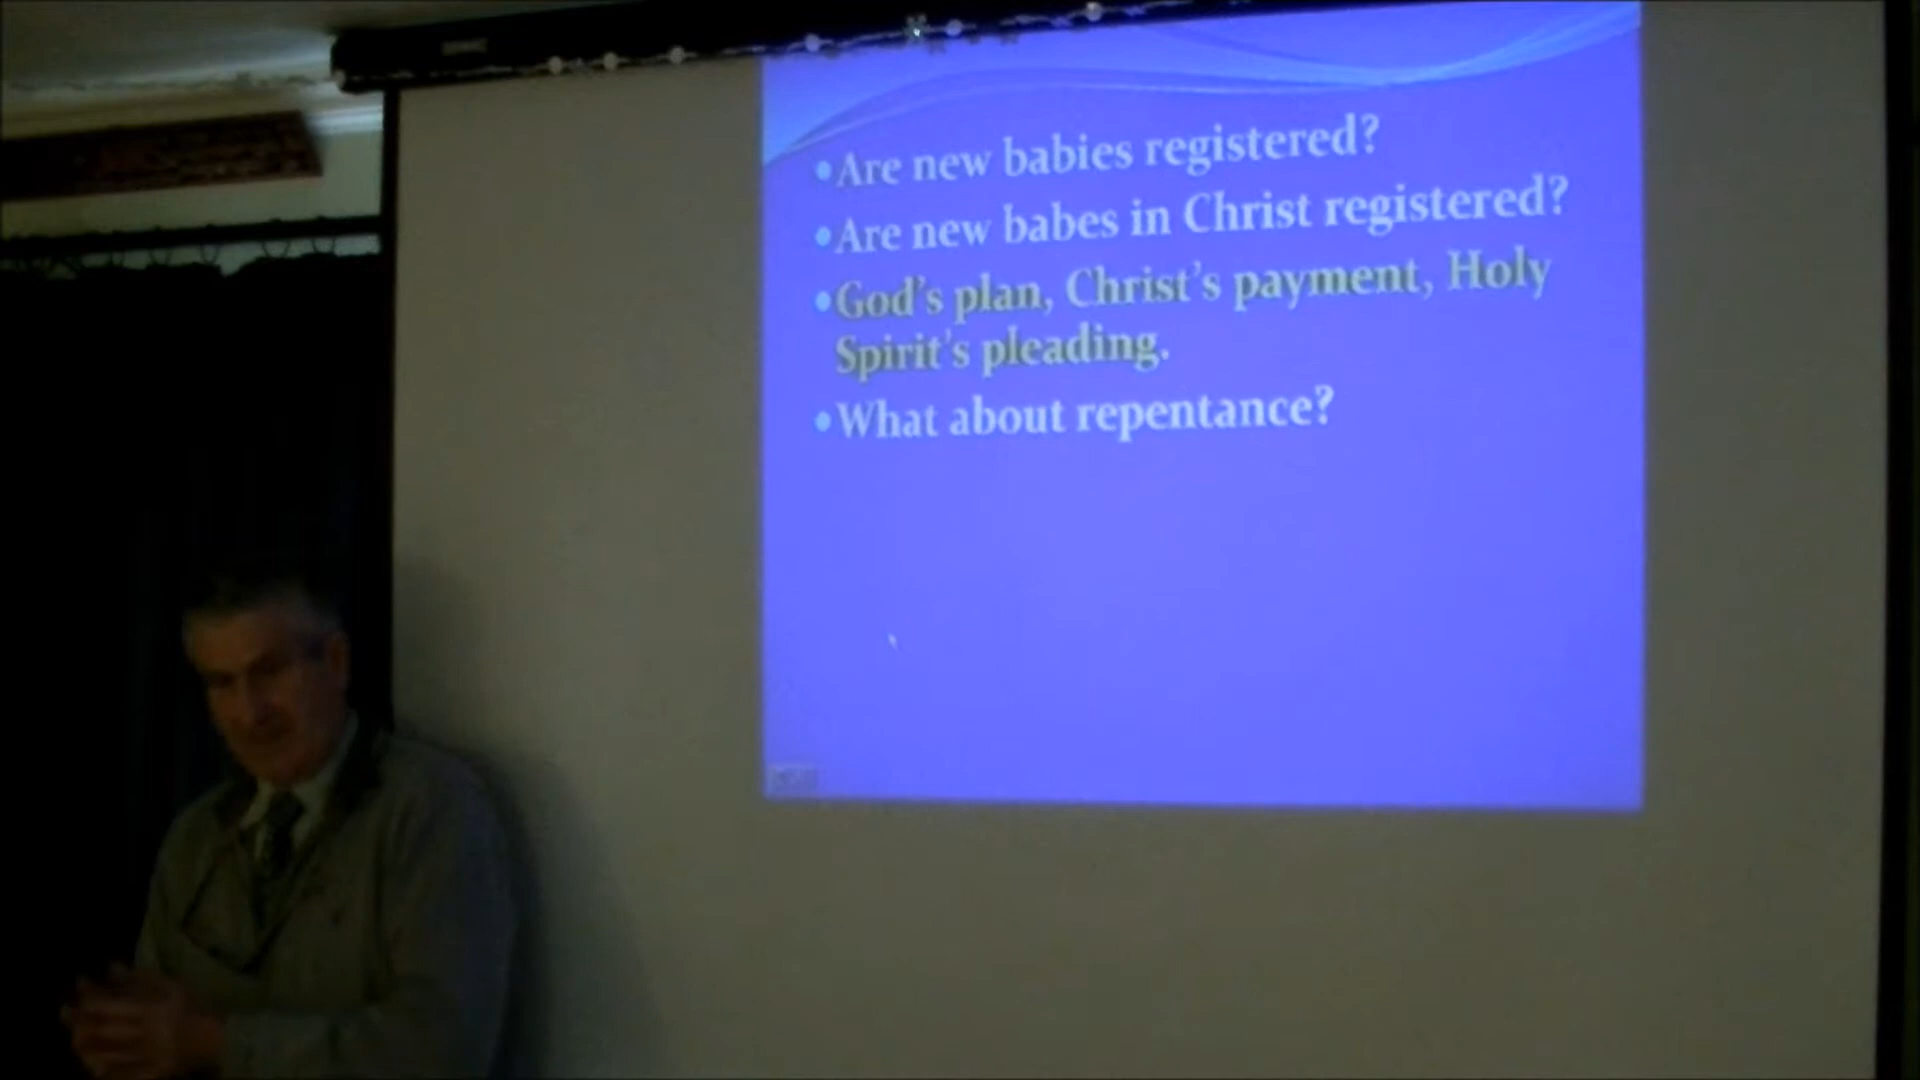 •Are new babies registered?
•Are new babes in Christ registered?
•God's plan, Christ's payment, Holy
Spirit's pleading.
•What about repentance?